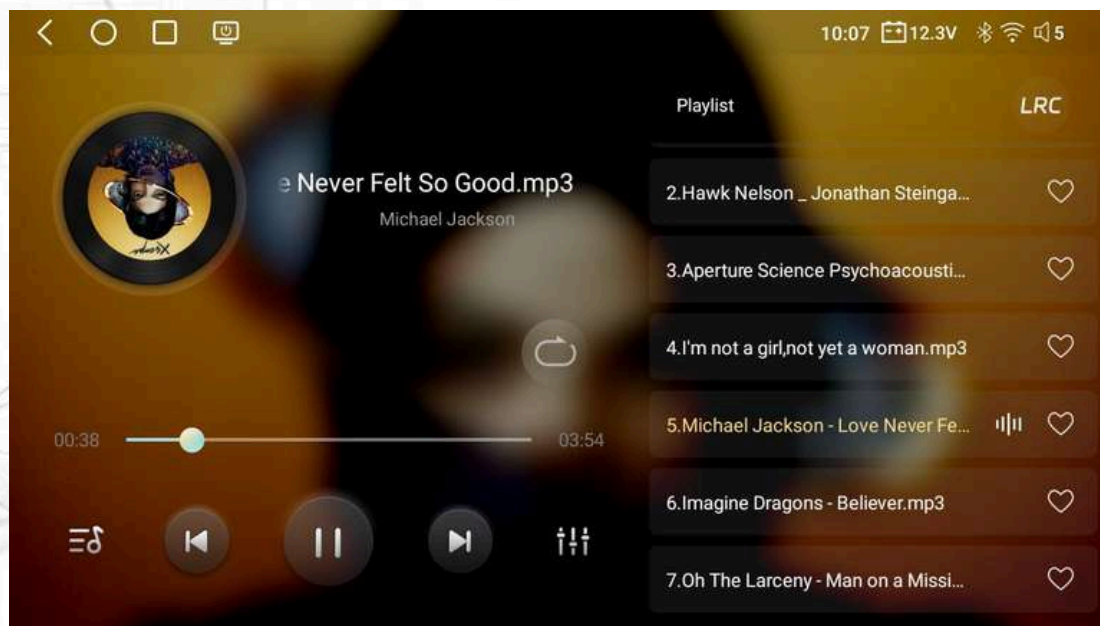 10:07 12.3V 5
Playlist
LRC
e Never Felt So Good.mp3
Michael Jackson
Xscape
00:38
03:54
2.Hawk Nelson _ Jonathan Steinga...
3.Aperture Science Psychoacousti...
4.I'm not a girl,not yet a woman.mp3
5.Michael Jackson - Love Never Fe...
6.Imagine Dragons - Believer.mp3
7.Oh The Larceny - Man on a Missi...